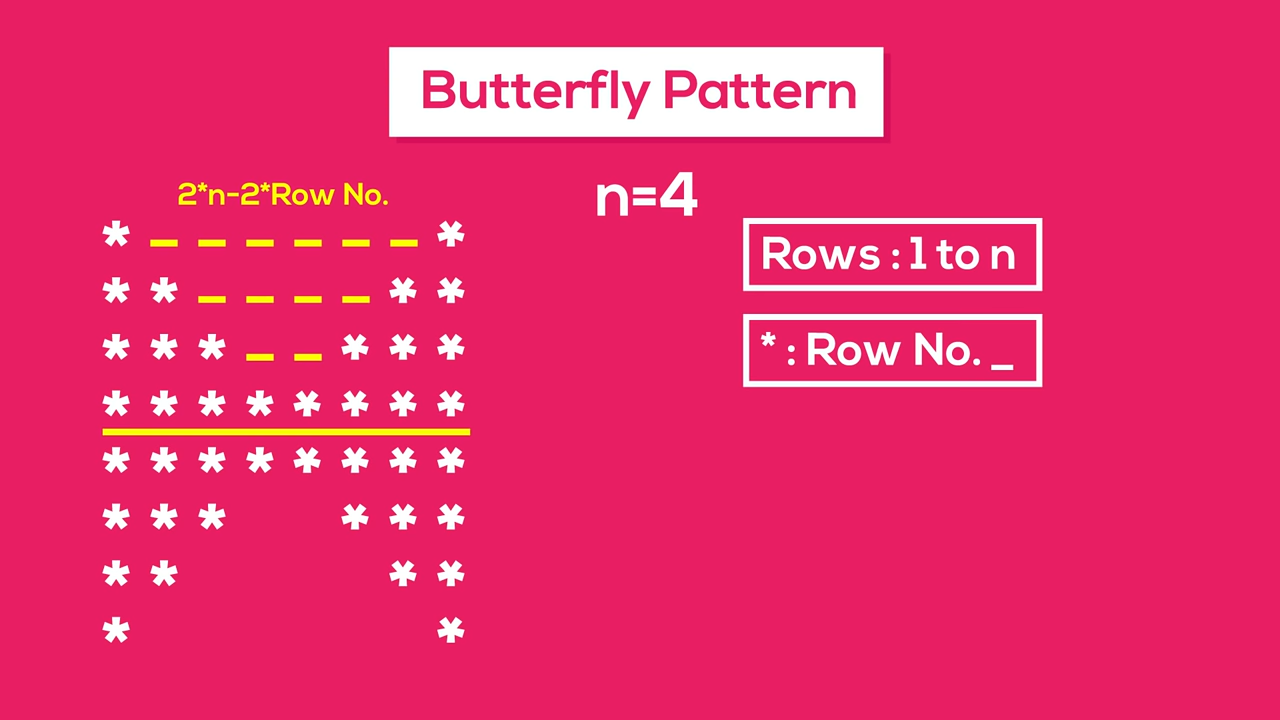 Butterfly Pattern
n=4
2*n-2*Row No.
* _ _ _ _ _ _ *
* * _ _ _ _ * *
* * * _ _ * * *
* * * * * * * *
* * * * * * * *
* * *     * * *
* *         * *
*             *
Rows : 1 to n
* : Row No. _